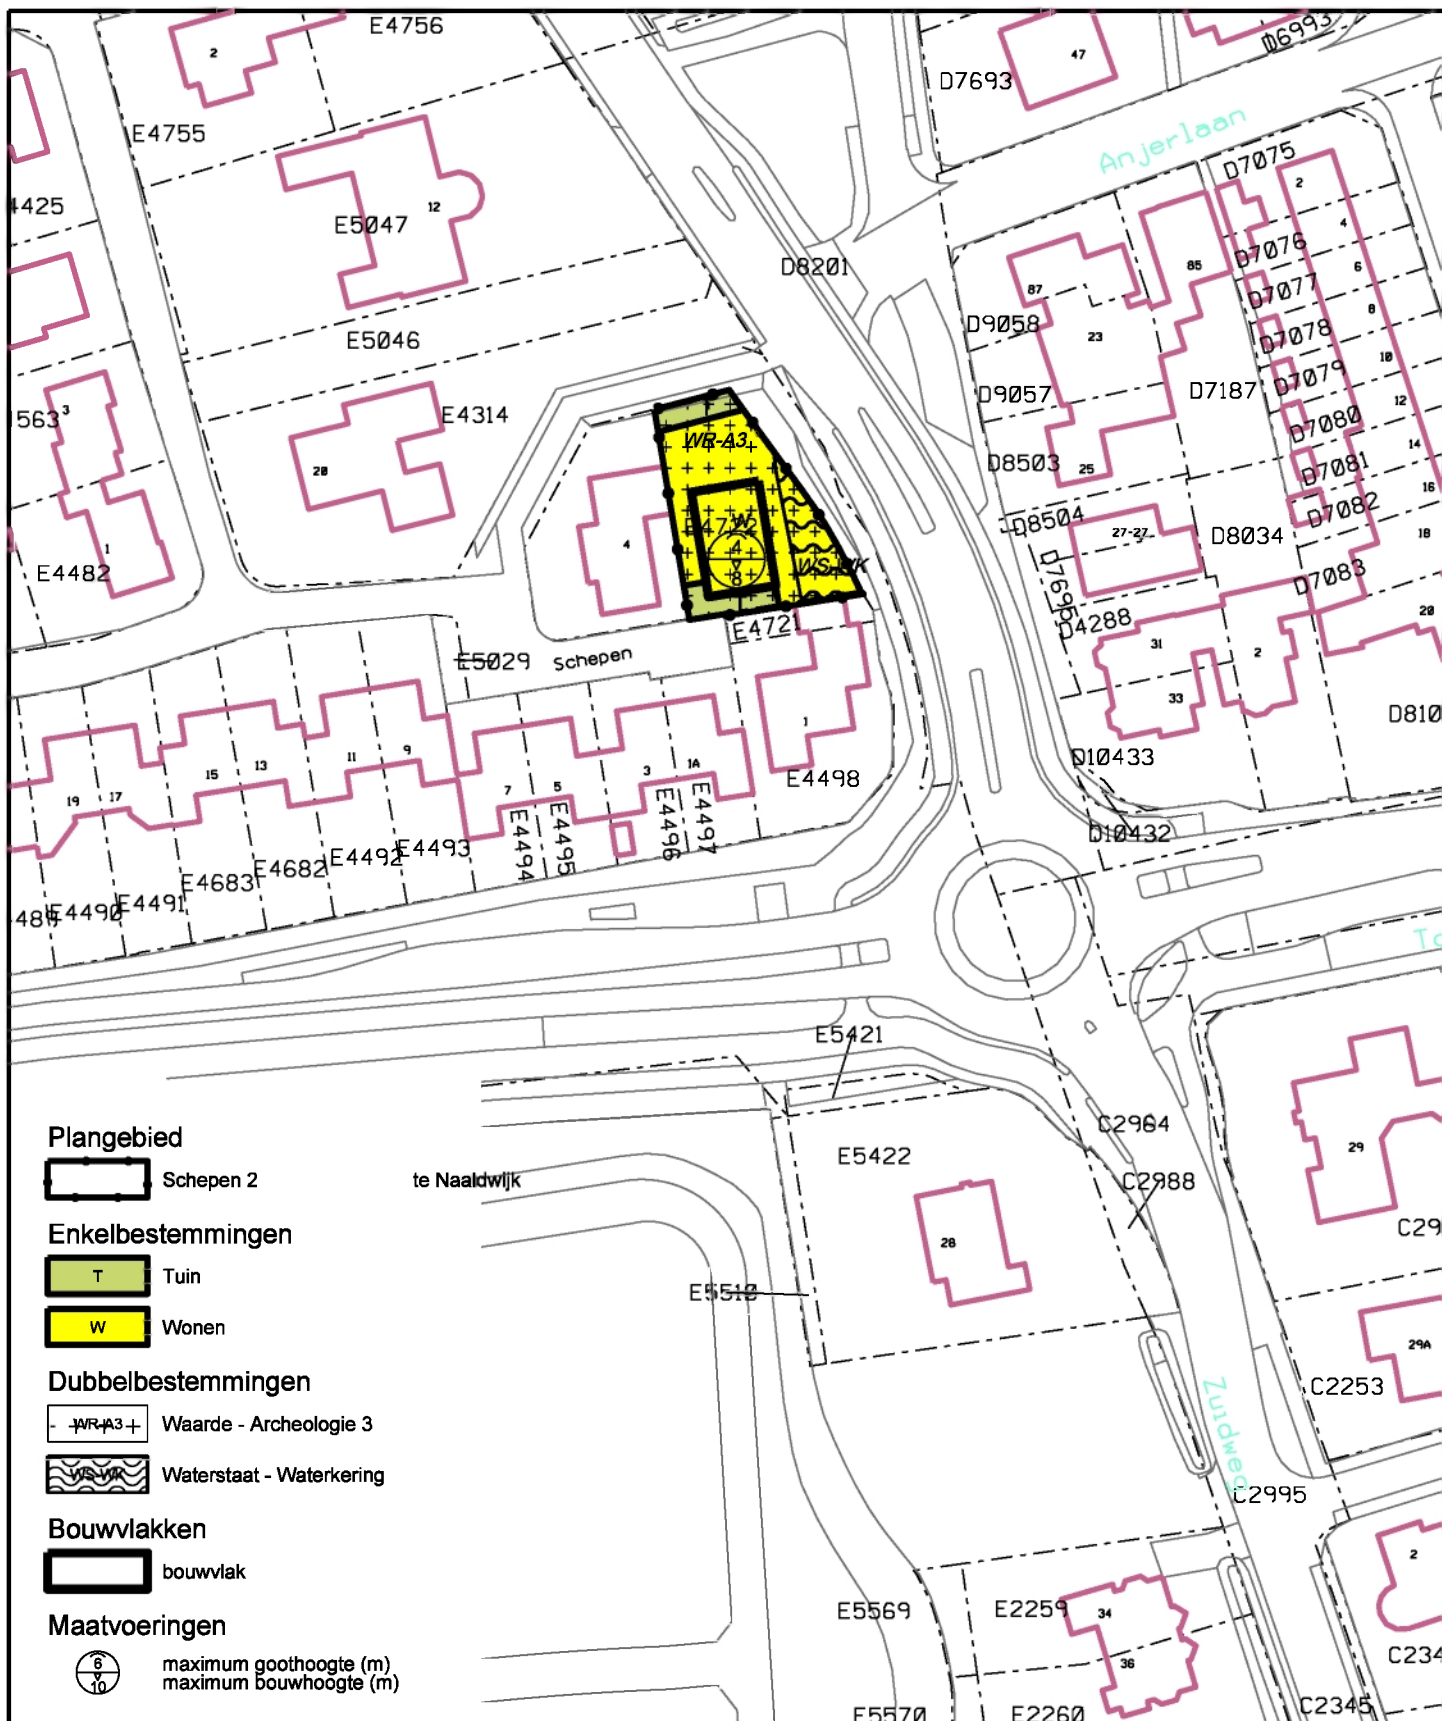 E4756
2
47
D6993
D7693
E4755
Anjerlaan
D7075
2
4425
12
E5047
4
D7076
85
D8201
6
87
D7077
8
D9058
23
D7078
E5046
10
D7079
D9057
D7187
12
3
E4314
D7080
14
WR-A3
D8503
25
D7081
16
20
D7082
D8504
W
27-27
D8034
18
4
4
8
1
E4482
WS-WK
D7083
D4288
E4721
20
31
2
E5029
Schepen
33
D810
1
9
11
13
15
1A
3
5
7
17
19
E4498
D10433
E4494
E4495
E4496
E4497
D10432
E4493
E4492
E4682
E4683
E4491
E4490
E5421
C2964
E5422
29
C2988
C29
28
E5510
29A
C2253
Zuidweg
C2995
2
E5569
E2259
34
36
C234
C2345
E5570
E2260
Plangebied
Schepen 2 te Naaldwijk
Enkelbestemmingen
T Tuin
W Wonen
Dubbelbestemmingen
WR-A3 Waarde - Archeologie 3
WS-WK Waterstaat - Waterkering
Bouwvlakken
bouwvlak
Maatvoeringen
6 maximum goothoogte (m)
10 maximum bouwhoogte (m)